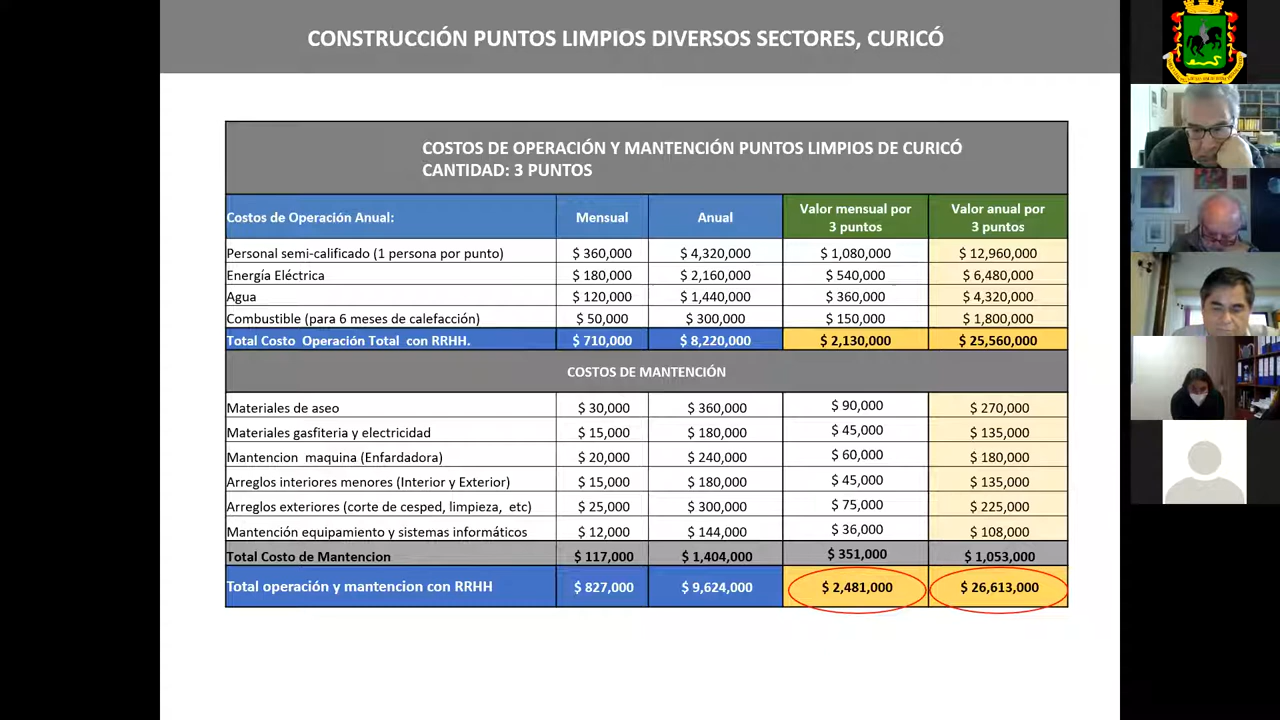 CONSTRUCCIÓN PUNTOS LIMPIOS DIVERSOS SECTORES, CURICÓ
COSTOS DE OPERACIÓN Y MANTENCIÓN PUNTOS LIMPIOS DE CURICÓ
CANTIDAD: 3 PUNTOS
Costos de Operación Anual: Mensual Anual Valor mensual por 3 puntos Valor anual por 3 puntos
Personal semi-calificado (1 persona por punto) $ 360,000 $ 4,320,000 $ 1,080,000 $ 12,960,000
Energía Eléctrica $ 180,000 $ 2,160,000 $ 540,000 $ 6,480,000
Agua $ 120,000 $ 1,440,000 $ 360,000 $ 4,320,000
Combustible (para 6 meses de calefacción) $ 50,000 $ 300,000 $ 150,000 $ 1,800,000
Total Costo Operación Total con RRHH. $ 710,000 $ 8,220,000 $ 2,130,000 $ 25,560,000
COSTOS DE MANTENCIÓN
Materiales de aseo $ 30,000 $ 360,000 $ 90,000 $ 270,000
Materiales gasfiteria y electricidad $ 15,000 $ 180,000 $ 45,000 $ 135,000
Mantencion maquina (Enfardadora) $ 20,000 $ 240,000 $ 60,000 $ 180,000
Arreglos interiores menores (Interior y Exterior) $ 15,000 $ 180,000 $ 45,000 $ 135,000
Arreglos exteriores (corte de cesped, limpieza, etc) $ 25,000 $ 300,000 $ 75,000 $ 225,000
Mantención equipamiento y sistemas informáticos $ 12,000 $ 144,000 $ 36,000 $ 108,000
Total Costo de Mantencion $ 117,000 $ 1,404,000 $ 351,000 $ 1,053,000
Total operación y mantencion con RRHH $ 827,000 $ 9,624,000 $ 2,481,000 $ 26,613,000